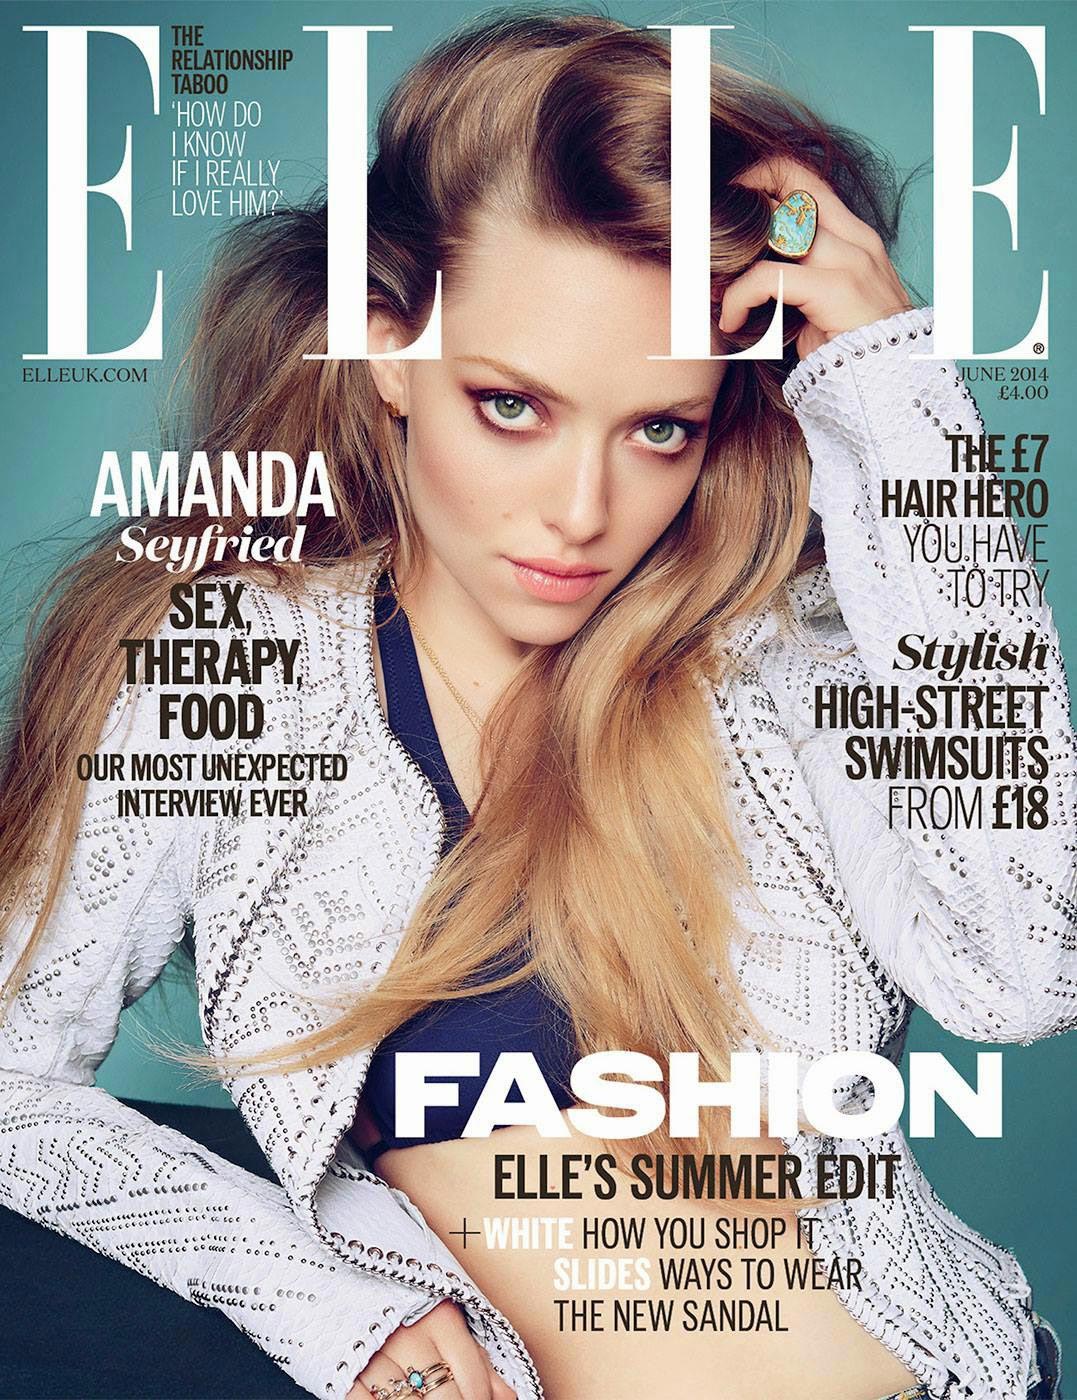 ELLE
THE
RELATIONSHIP
TABOO
‘HOW DO
I KNOW
IF I REALLY
LOVE HIM?’
ELLEUK.COM
®
JUNE 2014
£4.00
AMANDA
Seyfried
SEX,
THERAPY,
FOOD
OUR MOST UNEXPECTED
INTERVIEW EVER
THE £7
HAIR HERO
YOU HAVE
TO TRY
Stylish
HIGH-STREET
SWIMSUITS
FROM £18
FASHION
ELLE’S SUMMER EDIT
+WHITE HOW YOU SHOP IT
SLIDES WAYS TO WEAR
THE NEW SANDAL